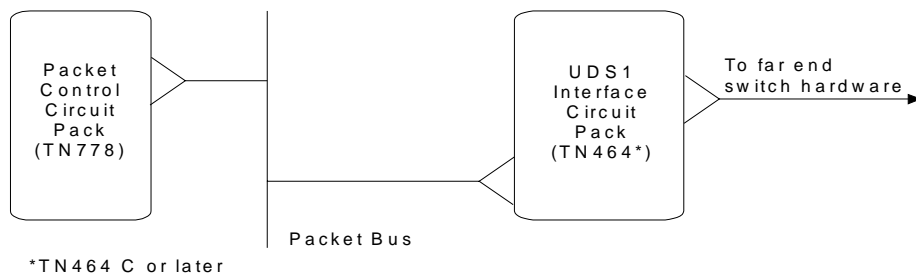 Packet
Control
Circuit
Pack
(TN778)
UDS1
Interface
Circuit
Pack
(TN464*)
To far end
switch hardware
Packet Bus
*TN464 C or later